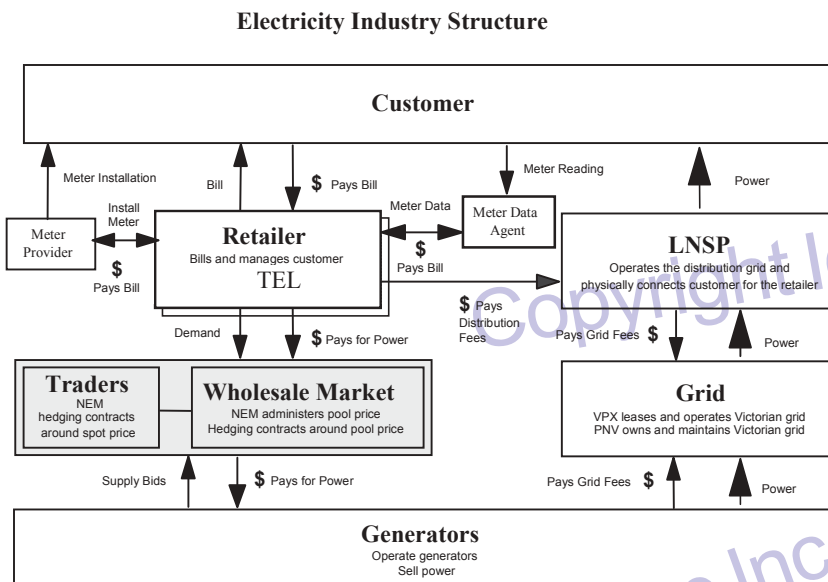 Electricity Industry Structure
Customer
Meter Installation
Bill
$ Pays Bill
Meter Reading
Power
Install
Meter
Meter
Provider
$
Pays Bill
Retailer
Bills and manages customer
TEL
Meter Data
$
Pays Bill
Meter Data
Agent
LNSP
Operates the distribution grid and
physically connects customer for the retailer
$ Pays
Distribution
Fees
Demand
$ Pays for Power
Pays Grid Fees $
Power
Traders
NEM
hedging contracts
around spot price
Wholesale Market
NEM administers pool price
Hedging contracts around pool price
Grid
VPX leases and operates Victorian grid
PNV owns and maintains Victorian grid
Supply Bids
$ Pays for Power
Pays Grid Fees $
Power
Generators
Operate generators
Sell power
Copyright
Inc